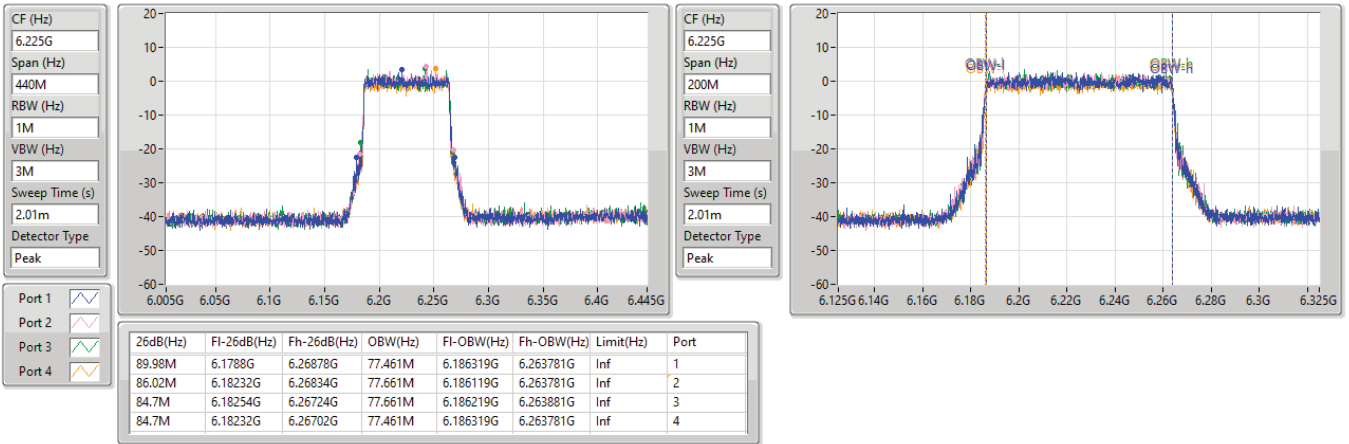 CF (Hz)
6.225G
Span (Hz)
440M
RBW (Hz)
1M
VBW (Hz)
3M
Sweep Time (s)
2.01m
Detector Type
Peak
20
10
0
-10
-20
-30
-40
-50
-60
6.005G 6.05G 6.1G 6.15G 6.2G 6.25G 6.3G 6.35G 6.4G 6.445G
CF (Hz)
6.225G
Span (Hz)
200M
RBW (Hz)
1M
VBW (Hz)
3M
Sweep Time (s)
2.01m
Detector Type
Peak
20
10
0
-10
-20
-30
-40
-50
-60
OBW-l OBW-h
6.125G 6.14G 6.16G 6.18G 6.2G 6.22G 6.24G 6.26G 6.28G 6.3G 6.325G
Port 1
Port 2
Port 3
Port 4
26dB(Hz) Fl-26dB(Hz) Fh-26dB(Hz) OBW(Hz) Fl-OBW(Hz) Fh-OBW(Hz) Limit(Hz) Port
89.98M 6.1788G 6.26878G 77.461M 6.186319G 6.263781G Inf 1
86.02M 6.18232G 6.26834G 77.661M 6.186119G 6.263781G Inf 2
84.7M 6.18254G 6.26724G 77.661M 6.186219G 6.263881G Inf 3
84.7M 6.18232G 6.26702G 77.461M 6.186319G 6.263781G Inf 4